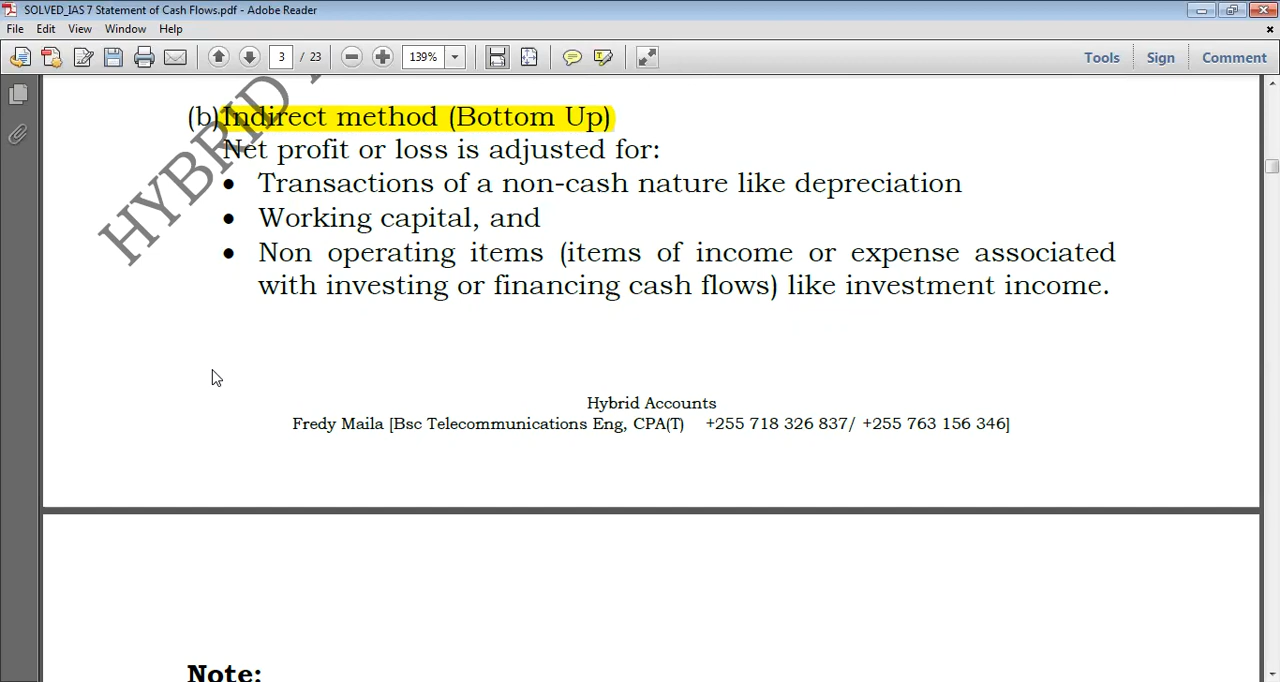 SOLVED_IAS 7 Statement of Cash Flows.pdf - Adobe Reader
File Edit View Window Help
3 / 23 139% Tools Sign Comment
(b)Indirect method (Bottom Up)
Net profit or loss is adjusted for:
• Transactions of a non-cash nature like depreciation
• Working capital, and
• Non operating items (items of income or expense associated
with investing or financing cash flows) like investment income.
HYBRID
Hybrid Accounts
Fredy Maila [Bsc Telecommunications Eng, CPA(T) +255 718 326 837/ +255 763 156 346]
Note: